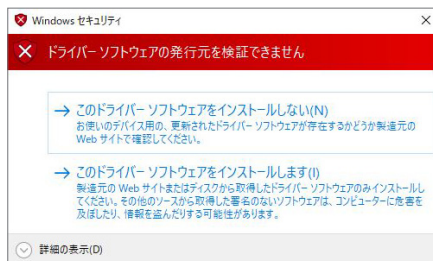 Windows セキュリティ
ドライバー ソフトウェアの発行元を検証できません
→ このドライバー ソフトウェアをインストールしない(N)
お使いのデバイス用の、更新されたドライバー ソフトウェアが存在するかどうか製造元の
Web サイトで確認してください。
→ このドライバー ソフトウェアをインストールします(I)
製造元の Web サイトまたはディスクから取得したドライバー ソフトウェアのみインストールし
てください。その他のソースから取得した署名のないソフトウェアは、コンピューターに危害を
及ぼしたり、情報を盗んだりする可能性があります。
詳細の表示(D)